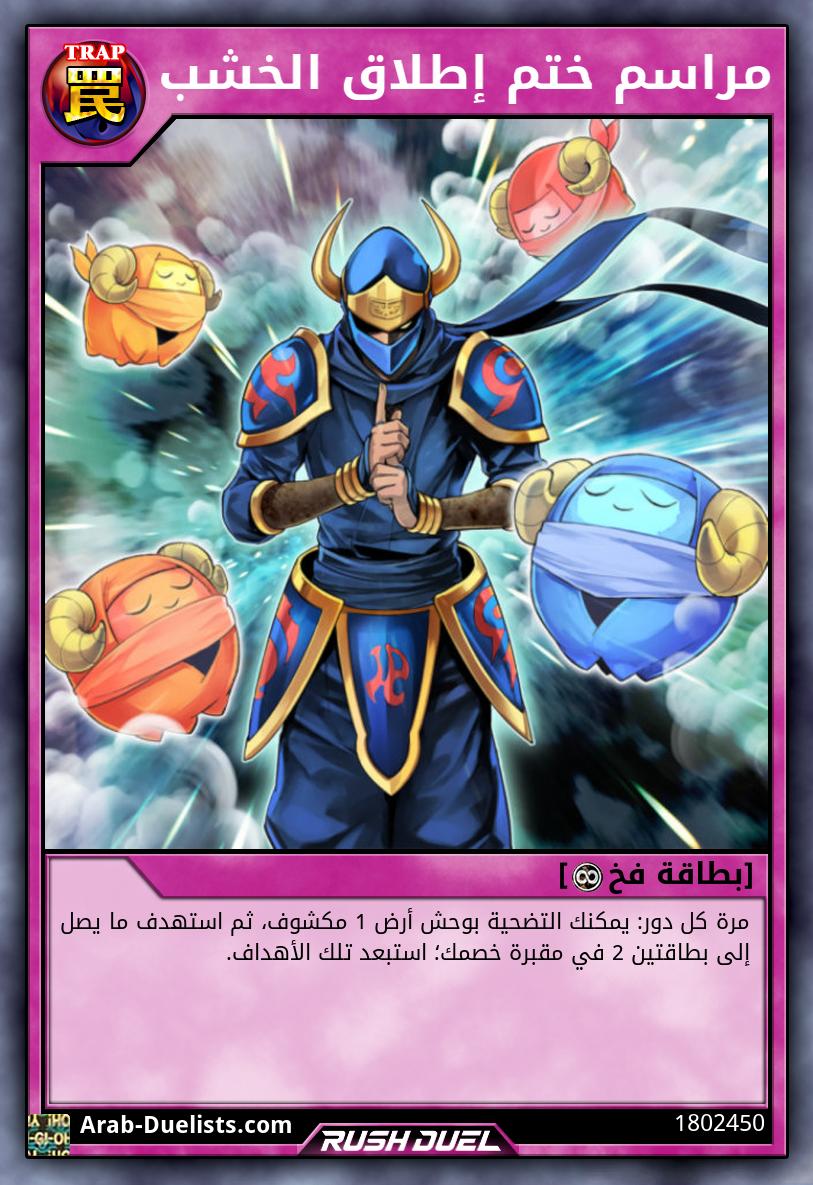 TRAP
罠
مراسم ختم إطلاق الخشب
[بطاقة فخ ∞]
مرة كل دور: يمكنك التضحية بوحش أرض 1 مكشوف، ثم استهدف ما يصل
إلى بطاقتين 2 في مقبرة خصمك؛ استبعد تلك الأهداف.
Arab-Duelists.com
1802450
RUSH DUEL